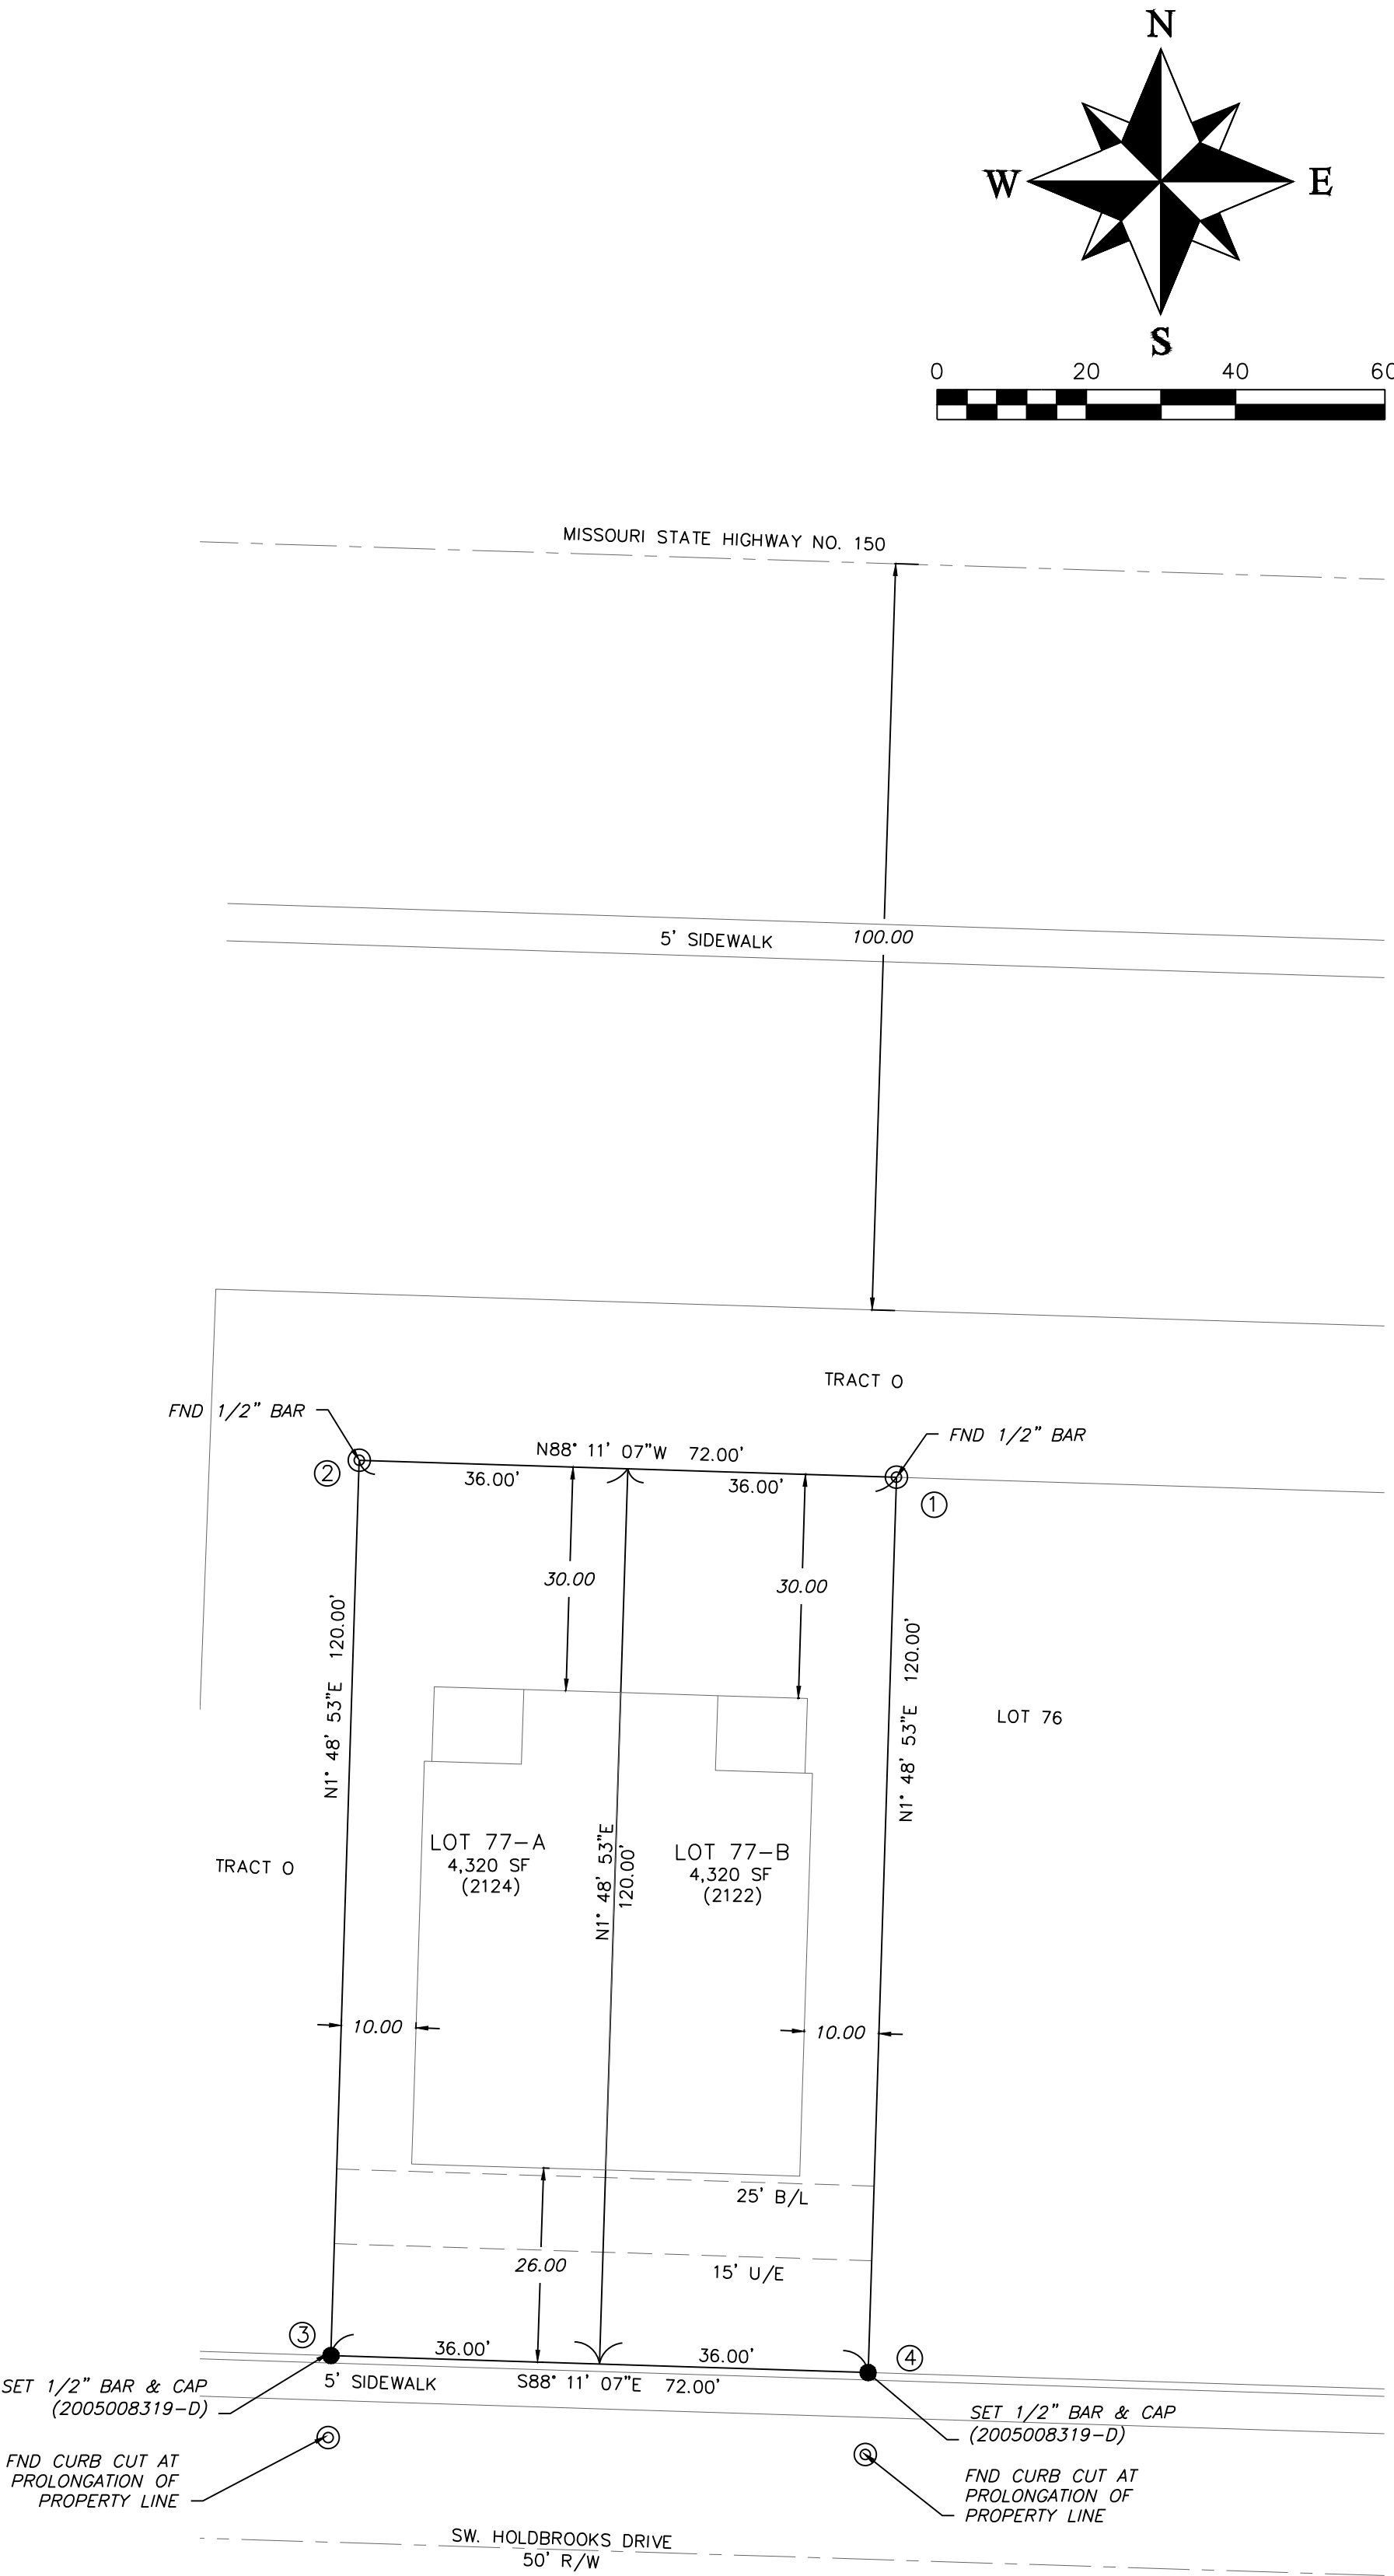 N
W
E
S
0 20 40 60
MISSOURI STATE HIGHWAY NO. 150
5' SIDEWALK
100.00
TRACT O
FND 1/2" BAR
FND 1/2" BAR
N88° 11' 07"W 72.00'
2
36.00'
36.00'
1
30.00
30.00
N1° 48' 53"E 120.00'
N1° 48' 53"E 120.00'
LOT 76
LOT 77-A
4,320 SF
(2124)
N1° 48' 53"E
120.00'
LOT 77-B
4,320 SF
(2122)
TRACT O
10.00
10.00
25' B/L
26.00
15' U/E
3
36.00'
36.00'
4
5' SIDEWALK
S88° 11' 07"E 72.00'
SET 1/2" BAR & CAP
(2005008319-D)
SET 1/2" BAR & CAP
(2005008319-D)
FND CURB CUT AT
PROLONGATION OF
PROPERTY LINE
FND CURB CUT AT
PROLONGATION OF
PROPERTY LINE
SW. HOLDBROOKS DRIVE
50' R/W